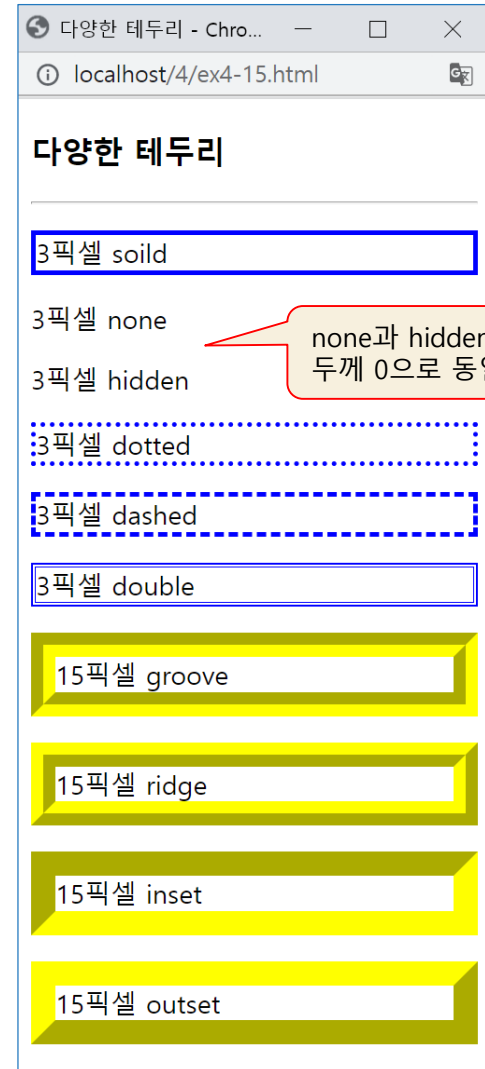 다양한 테두리 - Chro...
localhost/4/ex4-15.html
다양한 테두리
3픽셀 soild
3픽셀 none
none과 hidden
두께 0으로
3픽셀 hidden
3픽셀 dotted
3픽셀 dashed
3픽셀 double
15픽셀 groove
15픽셀 ridge
15픽셀 inset
15픽셀 outset